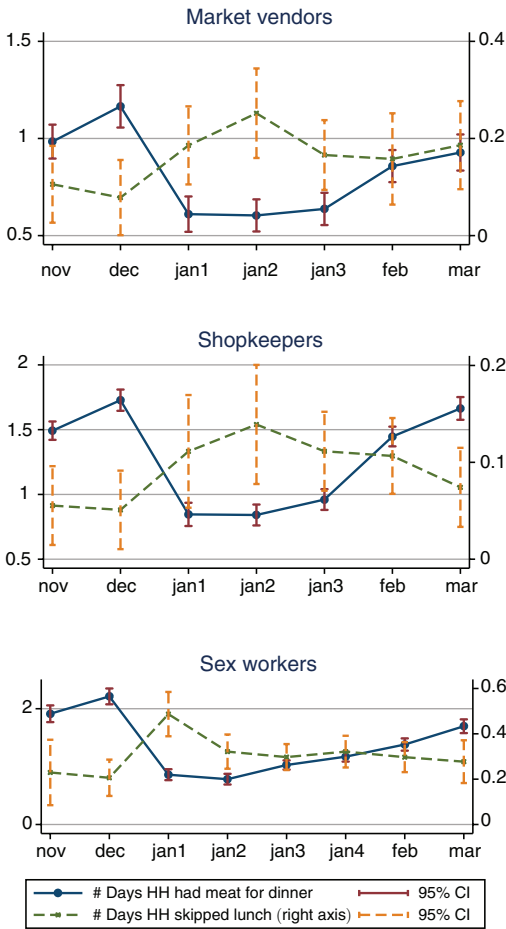 Market vendors
1.5
1
0.5
0.4
0.2
0
nov dec jan1 jan2 jan3 feb mar
Shopkeepers
2
1.5
1
0.5
0.2
0.1
0
nov dec jan1 jan2 jan3 feb mar
Sex workers
2
0
0.6
0.4
0.2
0
nov dec jan1 jan2 jan3 jan4 feb mar
# Days HH had meat for dinner 95% CI
# Days HH skipped lunch (right axis) 95% CI